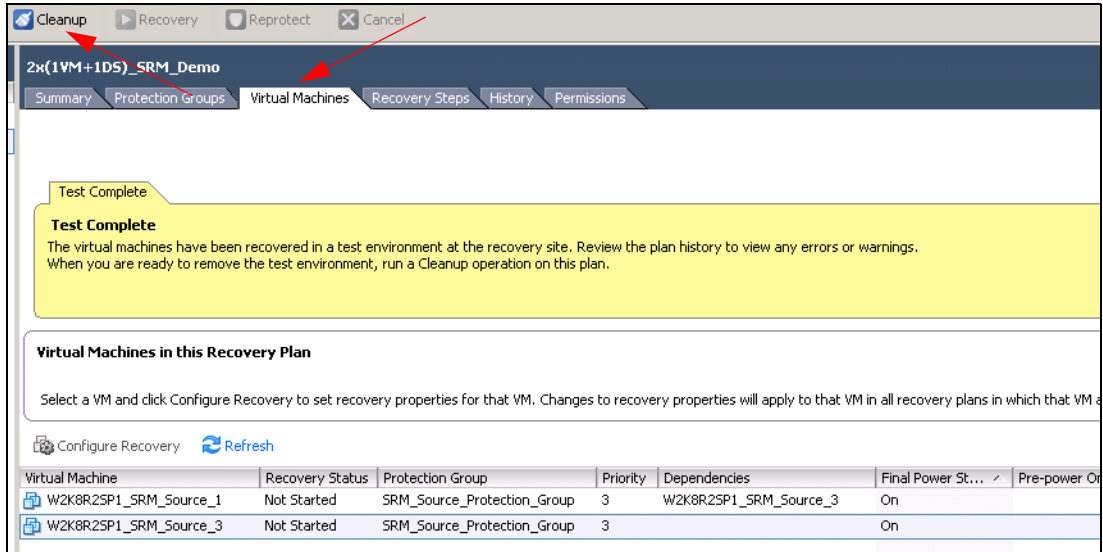 Cleanup Recovery Reprotect Cancel
2x(1VM+1DS)_SRM_Demo
Summary Protection Groups Virtual Machines Recovery Steps History Permissions
Test Complete
Test Complete
The virtual machines have been recovered in a test environment at the recovery site. Review the plan history to view any errors or warnings.
When you are ready to remove the test environment, run a Cleanup operation on this plan.
Virtual Machines in this Recovery Plan
Select a VM and click Configure Recovery to set recovery properties for that VM. Changes to recovery properties will apply to that VM in all recovery plans in which that VM
Configure Recovery Refresh
Virtual Machine Recovery Status Protection Group Priority Dependencies Final Power St... Pre-power On
W2K8R2SP1_SRM_Source_1 Not Started SRM_Source_Protection_Group 3 W2K8R2SP1_SRM_Source_3 On
W2K8R2SP1_SRM_Source_3 Not Started SRM_Source_Protection_Group 3 On